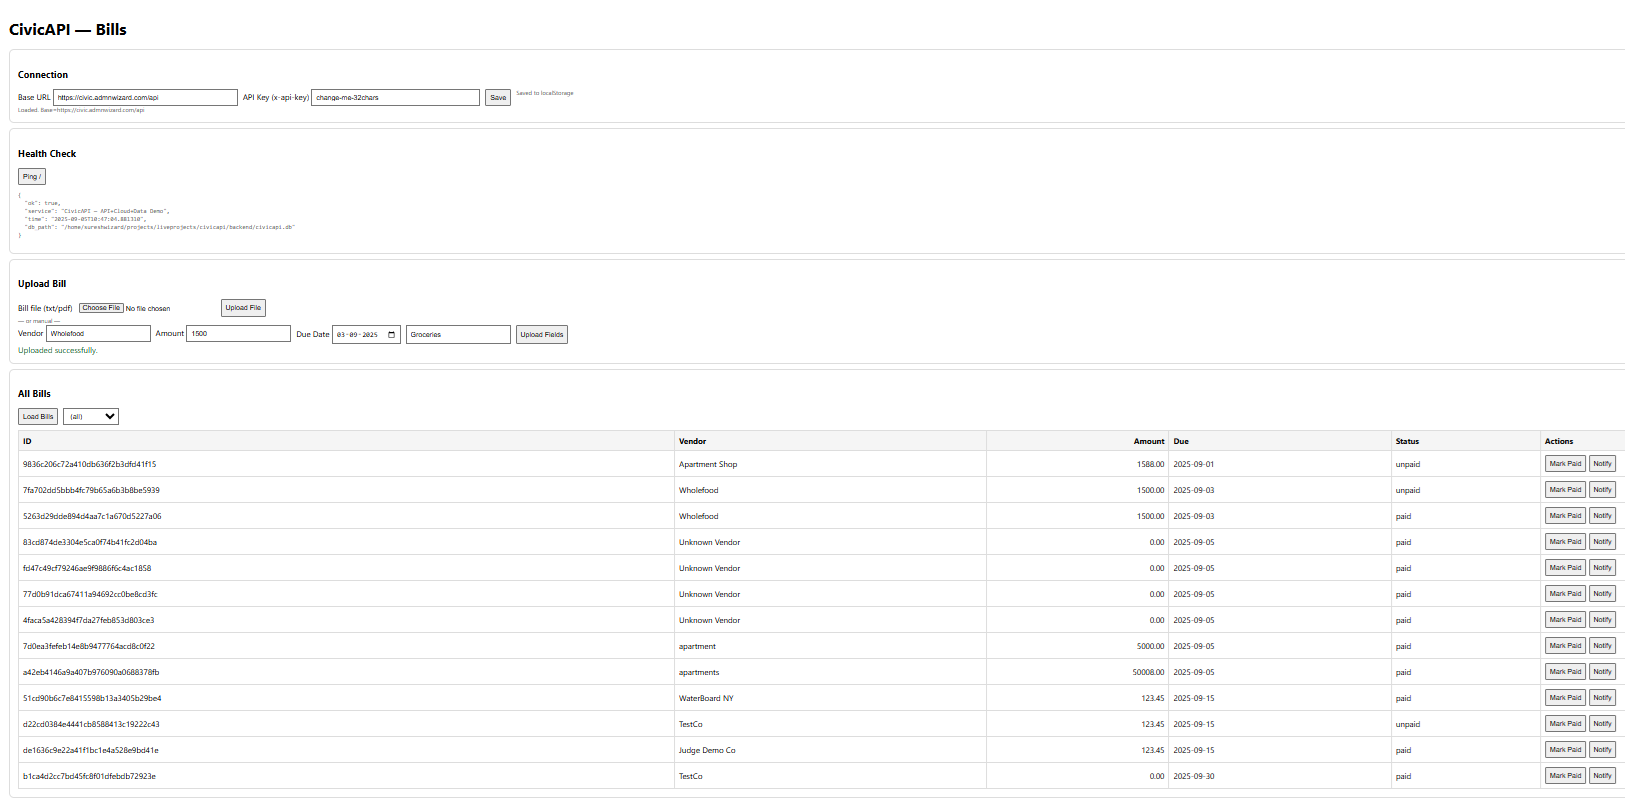 CivicAPI — Bills
Connection
Base URL https://civic.admnwizard.com/api API Key (x-api-key) change-me-32chars Save Saved to localStorage
Loaded. Base=https://civic.admnwizard.com/api
Health Check
Ping /
{
"ok": true,
"service": "CivicAPI — API+Cloud+Data Demo",
"time": "2025-09-05T10:47:04.881310",
"db_path": "/home/sureshwizard/projects/liveprojects/civicapi/backend/civicapi.db"
}
Upload Bill
Bill file (txt/pdf) Choose File No file chosen Upload File
— or manual —
Vendor Wholefood Amount 1500 Due Date 03-09-2025 Groceries Upload Fields
Uploaded successfully.
All Bills
Load Bills (all)
ID Vendor Amount Due Status Actions
9836c206c72a410db636f2b3dfd41f15 Apartment Shop 1588.00 2025-09-01 unpaid Mark Paid Notify
7fa702dd5bbb4fc79b65a6b3b8be5939 Wholefood 1500.00 2025-09-03 unpaid Mark Paid Notify
5263d29dde894d4aa7c1a670d5227a06 Wholefood 1500.00 2025-09-03 paid Mark Paid Notify
83cd874de3304e5ca0f74b41fc2d04ba Unknown Vendor 0.00 2025-09-05 paid Mark Paid Notify
fd47c49cf79246ae9f9886f6c4ac1858 Unknown Vendor 0.00 2025-09-05 paid Mark Paid Notify
77d0b91dca67411a94692cc0be8cd3fc Unknown Vendor 0.00 2025-09-05 paid Mark Paid Notify
4faca5a428394f7da27feb853d803ce3 Unknown Vendor 0.00 2025-09-05 paid Mark Paid Notify
7d0ea3fefeb14e8b9477764acd8c0f22 apartment 5000.00 2025-09-05 paid Mark Paid Notify
a42eb4146a9a407b976090a0688378fb apartments 50008.00 2025-09-05 paid Mark Paid Notify
51cd90b6c7e8415598b13a3405b29be4 WaterBoard NY 123.45 2025-09-15 paid Mark Paid Notify
d22cd0384e4441cb8588413c19222c43 TestCo 123.45 2025-09-15 unpaid Mark Paid Notify
de1636c9e22a41f1bc1e4a528e9bd41e Judge Demo Co 123.45 2025-09-15 paid Mark Paid Notify
b1ca4d2cc7bd45fc8f01dfebdb72923e TestCo 0.00 2025-09-30 paid Mark Paid Notify